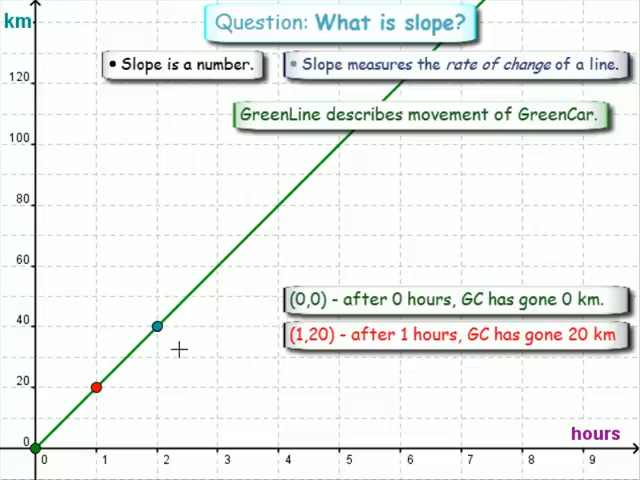 km
Question: What is slope?
• Slope is a number.
• Slope measures the rate of change of a line.
GreenLine describes movement of GreenCar.
120
100
80
60
40
20
0
(0,0) - after 0 hours, GC has gone 0 km.
(1,20) - after 1 hours, GC has gone 20 km
hours
0 1 2 3 4 5 6 7 8 9